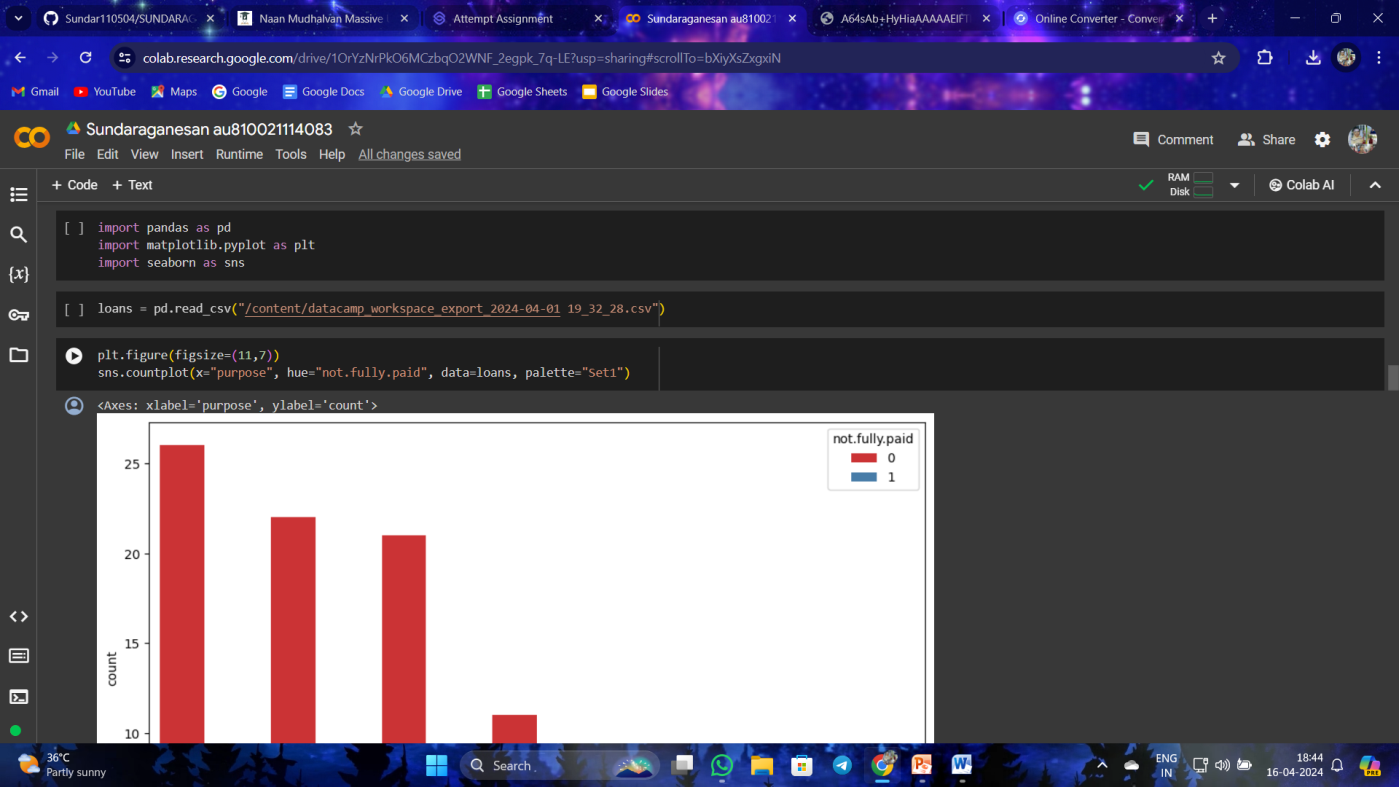 Sundar110504/SUNDARAG
Naan Mudhalvan Massive
Attempt Assignment
Sundaraganesan au810021
A64sAb+HyHiaAAAAAElFT
Online Converter - Conver
colab.research.google.com/drive/1OrYzNrPkO6MCzbqO2WNF_2egpk_7q-LE?usp=sharing#scrollTo=bXiyXsZxgxiN
Gmail
YouTube
Maps
Google
Google Docs
Google Drive
Google Sheets
Google Slides
Sundaraganesan au810021114083
Comment
Share
File Edit View Insert Runtime Tools Help All changes saved
+ Code + Text
RAM
Disk
Colab AI
[ ] import pandas as pd
import matplotlib.pyplot as plt
import seaborn as sns
{x}
[ ] loans = pd.read_csv("/content/datacamp_workspace_export_2024-04-01 19_32_28.csv")
plt.figure(figsize=(11,7))
sns.countplot(x="purpose", hue="not.fully.paid", data=loans, palette="Set1")
<Axes: xlabel='purpose', ylabel='count'>
not.fully.paid
0
1
25
20
15
10
count
36°C
Partly sunny
Search
ENG
IN
18:44
16-04-2024
PRE